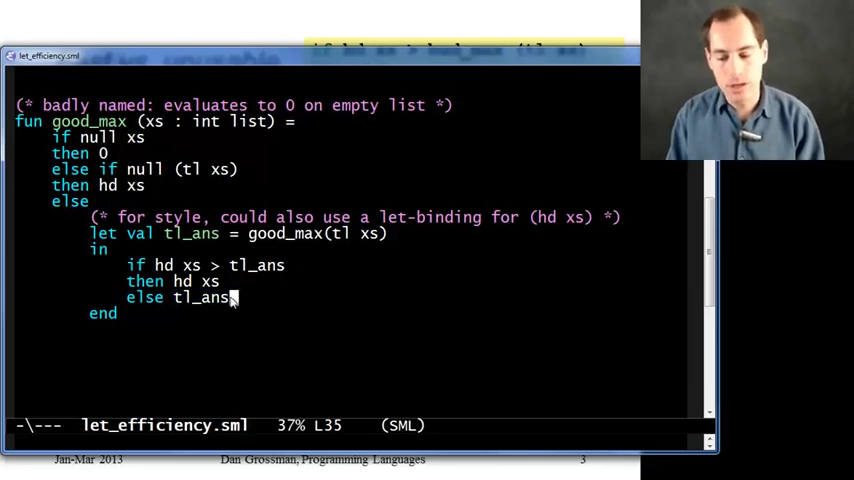 let_efficiency.sml
(* badly named: evaluates to 0 on empty list *)
fun good_max (xs : int list) =
if null xs
then 0
else if null (tl xs)
then hd xs
else
(* for style, could also use a let-binding for (hd xs) *)
let val tl_ans = good_max(tl xs)
in
if hd xs > tl_ans
then hd xs
else tl_ans
end
-\--- let_efficiency.sml 37% L35 (SML)
Jan-Mar 2013 Dan Grossman, Programming Languages 3